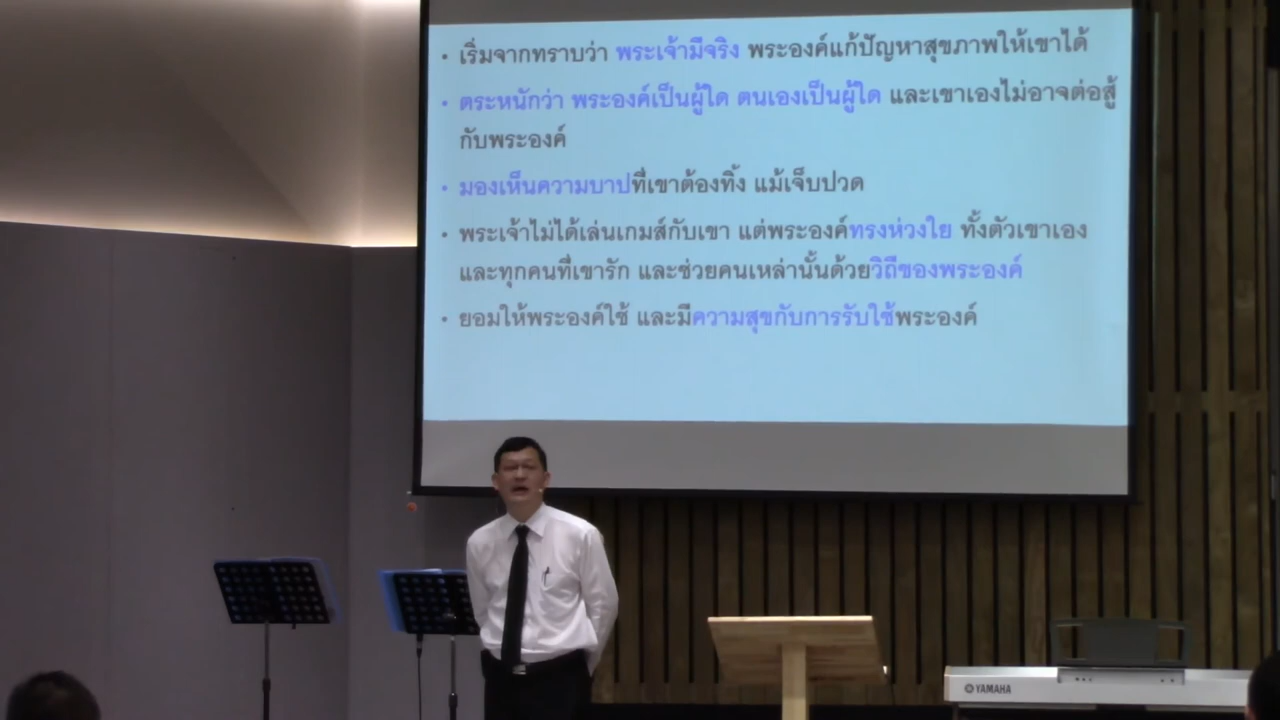 • เริ่มจากทราบว่า พระเจ้ามีจริง พระองค์แก้ปัญหาสุขภาพให้เขาได้
• ตระหนักว่า พระองค์เป็นผู้ใด ตนเองเป็นผู้ใด และเขาเองไม่อาจต่อสู้
กับพระองค์
• มองเห็นความบาปที่เขาต้องทิ้ง แม้เจ็บปวด
• พระเจ้าไม่ได้เล่นเกมส์กับเขา แต่พระองค์ทรงห่วงใย ทั้งตัวเขาเอง
และทุกคนที่เขารัก และช่วยคนเหล่านั้นด้วยวิถีของพระองค์
• ยอมให้พระองค์ใช้ และมีความสุขกับการรับใช้พระองค์
YAMAHA